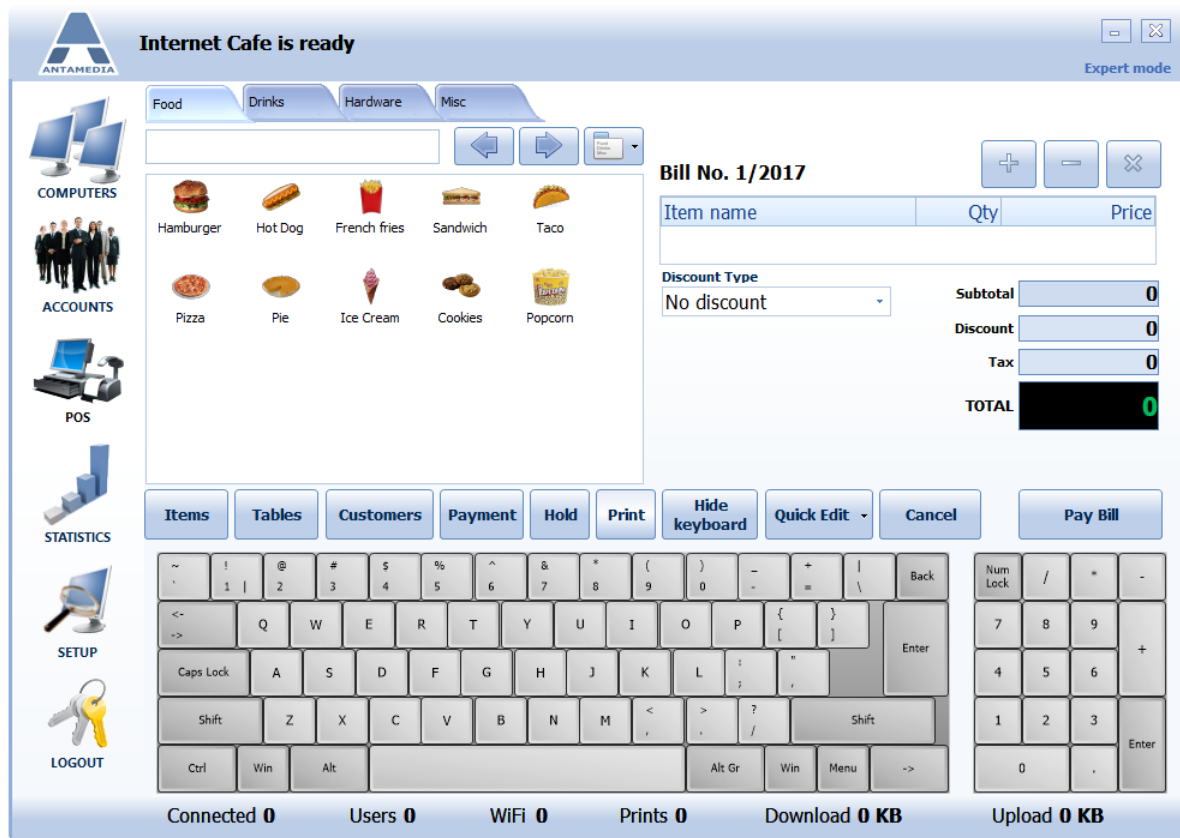 Internet Cafe is ready
ANTAMEDIA
Expert mode
COMPUTERS
ACCOUNTS
POS
STATISTICS
SETUP
LOGOUT
Food Drinks Hardware Misc
Hamburger Hot Dog French fries Sandwich Taco
Pizza Pie Ice Cream Cookies Popcorn
Bill No. 1/2017
Item name Qty Price
Discount Type
No discount
Subtotal 0
Discount 0
Tax 0
TOTAL 0
Items Tables Customers Payment Hold Print Hide keyboard Quick Edit Cancel Pay Bill
~ ! @ # $ % ^ & * ( ) _ + |
` 1 | 2 3 4 5 6 7 8 9 0 - = \ Back
<- -> Q W E R T Y U I O P { [ } ]
Caps Lock A S D F G H J K L : ; " , Enter
Shift Z X C V B N M < , > . ? / Shift
Ctrl Win Alt Alt Gr Win Menu ->
Num Lock / * -
7 8 9 +
4 5 6
1 2 3 Enter
0 .
Connected 0 Users 0 WiFi 0 Prints 0 Download 0 KB Upload 0 KB